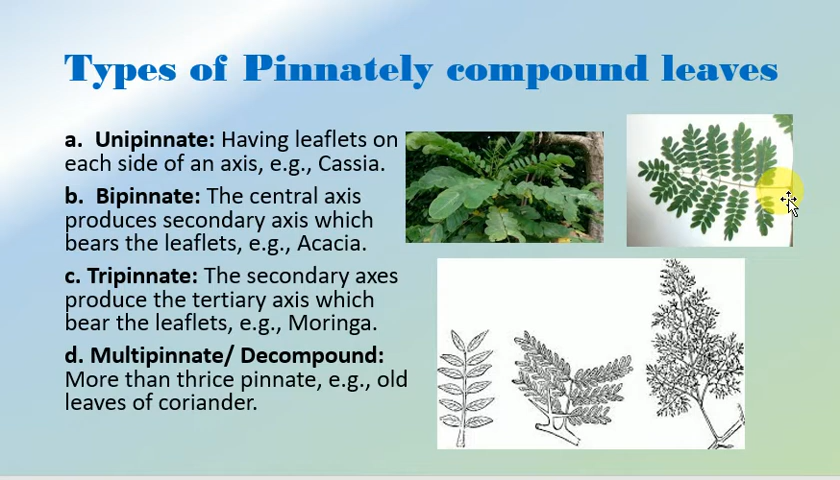 Types of Pinnately compound leaves
a. Unipinnate: Having leaflets on
each side of an axis, e.g., Cassia.
b. Bipinnate: The central axis
produces secondary axis which
bears the leaflets, e.g., Acacia.
c. Tripinnate: The secondary axes
produce the tertiary axis which
bear the leaflets, e.g., Moringa.
d. Multipinnate/ Decompound:
More than thrice pinnate, e.g., old
leaves of coriander.